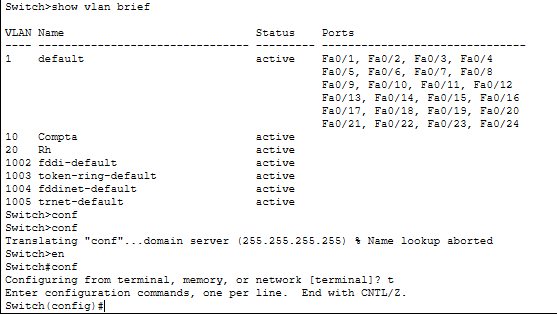 Switch>show vlan brief
VLAN Name                             Status    Ports
---- -------------------------------- --------- -------------------------------
1    default                          active    Fa0/1, Fa0/2, Fa0/3, Fa0/4
                                                Fa0/5, Fa0/6, Fa0/7, Fa0/8
                                                Fa0/9, Fa0/10, Fa0/11, Fa0/12
                                                Fa0/13, Fa0/14, Fa0/15, Fa0/16
                                                Fa0/17, Fa0/18, Fa0/19, Fa0/20
                                                Fa0/21, Fa0/22, Fa0/23, Fa0/24
10   Compta                           active
20   Rh                               active
1002 fddi-default                     active
1003 token-ring-default               active
1004 fddinet-default                  active
1005 trnet-default                    active
Switch>conf
Switch>conf
Translating "conf"...domain server (255.255.255.255) % Name lookup aborted
Switch>en
Switch#conf
Configuring from terminal, memory, or network [terminal]? t
Enter configuration commands, one per line.  End with CNTL/Z.
Switch(config)#